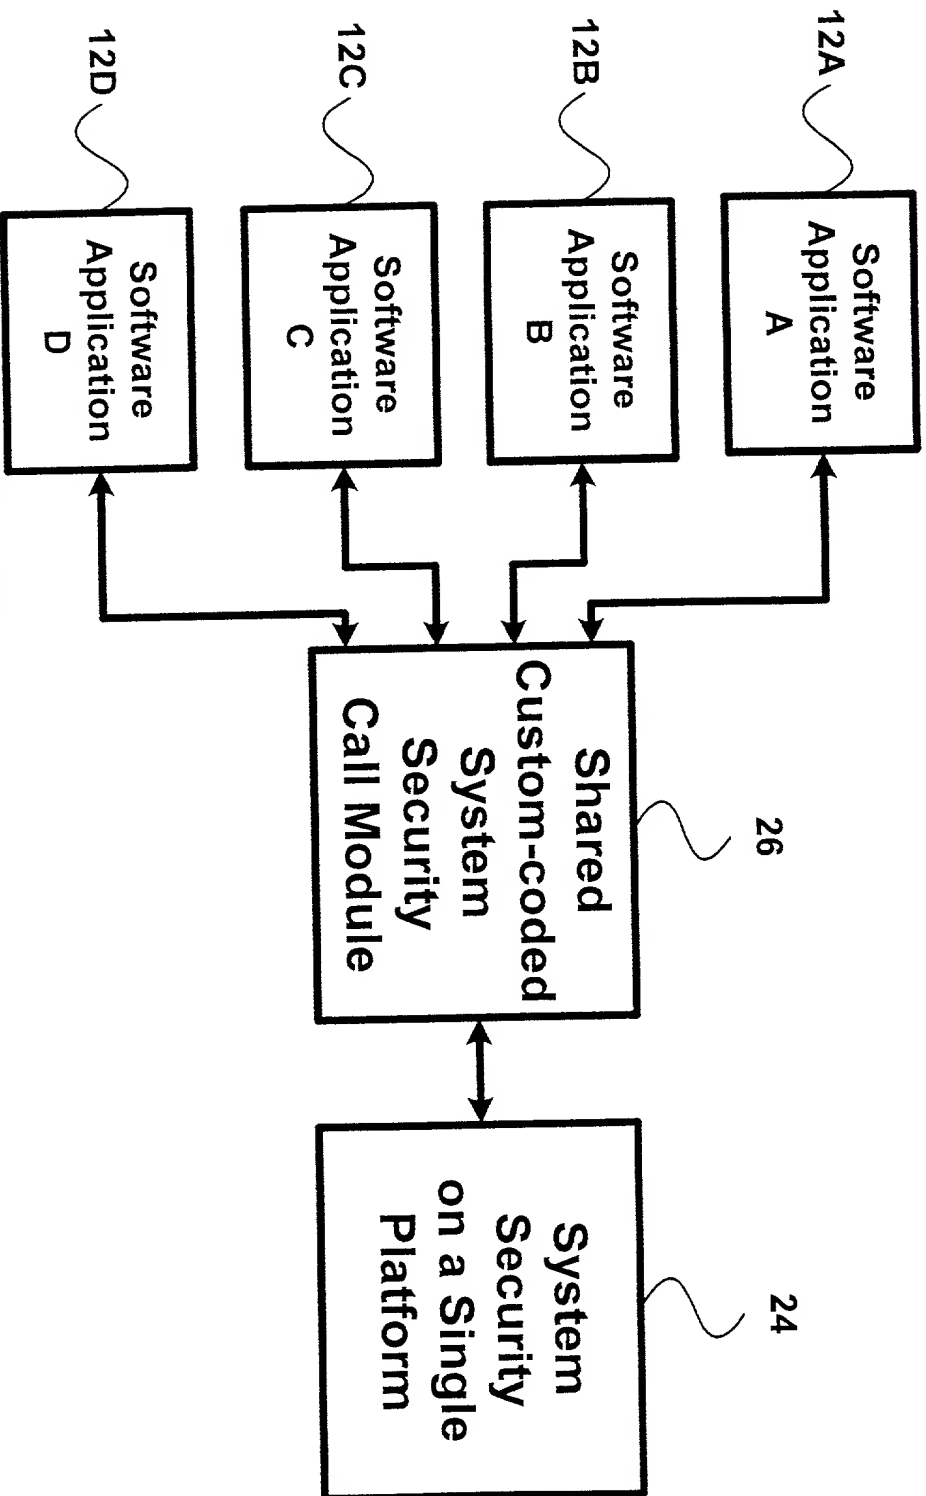 12A
Software
Application
A
12B
Software
Application
B
12C
Software
Application
C
12D
Software
Application
D
26
Shared
Custom-coded
System
Security
Call Module
24
System
Security
on a Single
Platform